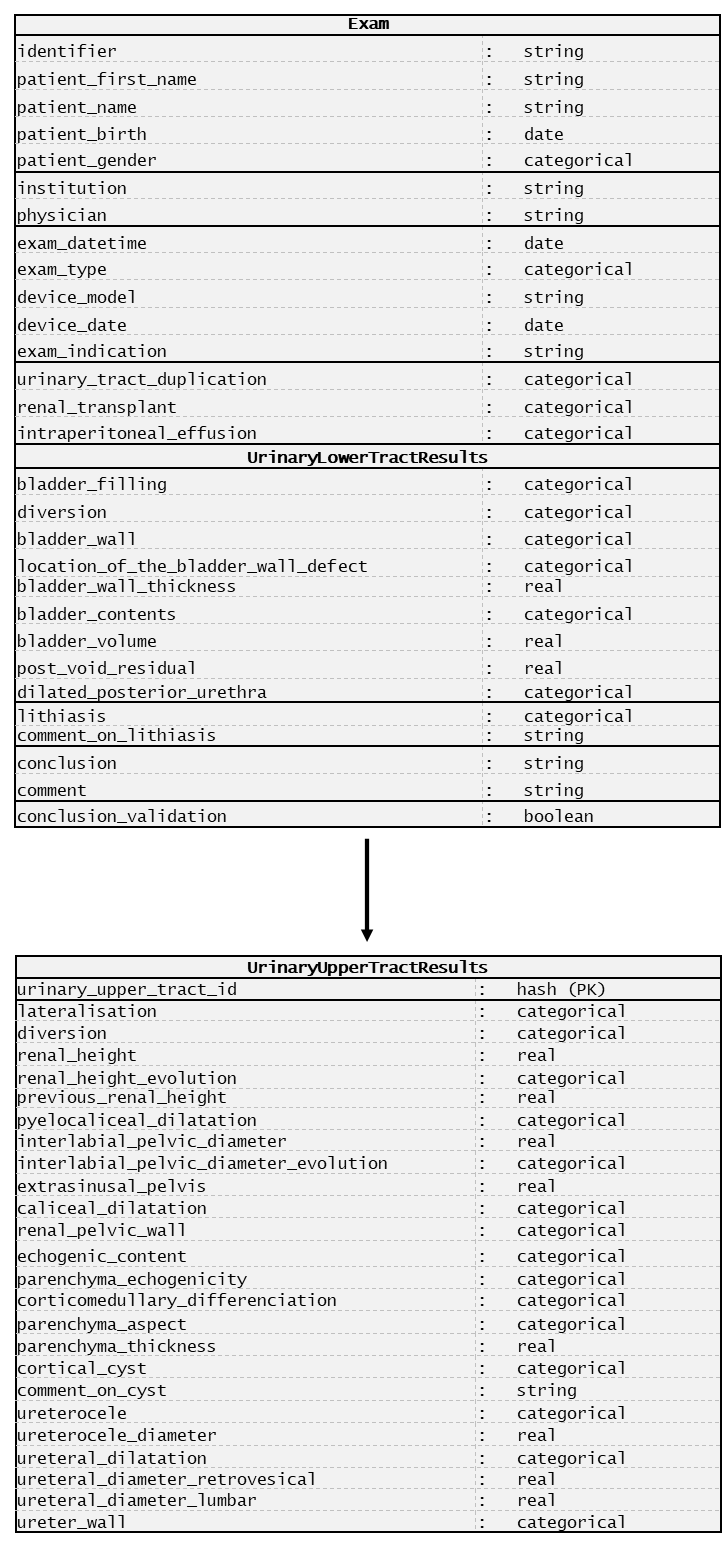 Exam
identifier : string
patient_first_name : string
patient_name : string
patient_birth : date
patient_gender : categorical
institution : string
physician : string
exam_datetime : date
exam_type : categorical
device_model : string
device_date : date
exam_indication : string
urinary_tract_duplication : categorical
renal_transplant : categorical
intraperitoneal_effusion : categorical
UrinaryLowerTractResults
bladder_filling : categorical
diversion : categorical
bladder_wall : categorical
location_of_the_bladder_wall_defect : categorical
bladder_wall_thickness : real
bladder_contents : categorical
bladder_volume : real
post_void_residual : real
dilated_posterior_urethra : categorical
lithiasis : categorical
comment_on_lithiasis : string
conclusion : string
comment : string
conclusion_validation : boolean
UrinaryUpperTractResults
urinary_upper_tract_id : hash (PK)
lateralisation : categorical
diversion : categorical
renal_height : real
renal_height_evolution : categorical
previous_renal_height : real
pyelocaliceal_dilatation : categorical
interlabial_pelvic_diameter : real
interlabial_pelvic_diameter_evolution : categorical
extrasinusal_pelvis : real
caliceal_dilatation : categorical
renal_pelvic_wall : categorical
echogenic_content : categorical
parenchyma_echogenicity : categorical
corticomedullary_differenciation : categorical
parenchyma_aspect : categorical
parenchyma_thickness : real
cortical_cyst : categorical
comment_on_cyst : string
ureterocele : categorical
ureterocele_diameter : real
ureteral_dilatation : categorical
ureteral_diameter_retrovesical : real
ureteral_diameter_lumbar : real
ureter_wall : categorical